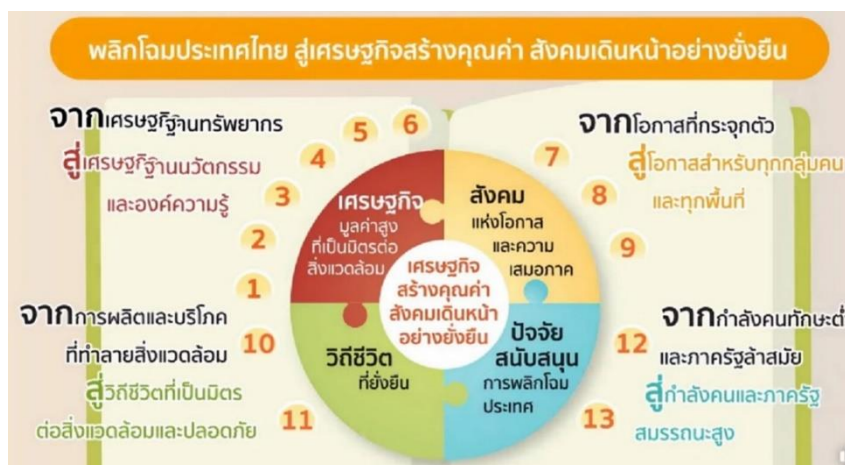 พลิกโฉมประเทศไทย สู่เศรษฐกิจสร้างคุณค่า สังคมเดินหน้าอย่างยั่งยืน
จากเศรษฐกิจฐานทรัพยากร
สู่เศรษฐกิจฐานนวัตกรรม
และองค์ความรู้
1
2
3
4
5
6
จากโอกาสที่กระจุกตัว
สู่โอกาสสำหรับทุกกลุ่มคน
และทุกพื้นที่
7
8
9
เศรษฐกิจ
มูลค่าสูง
ที่เป็นมิตรต่อ
สิ่งแวดล้อม
สังคม
แห่งโอกาส
และความ
เสมอภาค
เศรษฐกิจ
สร้างคุณค่า
สังคมเดินหน้า
อย่างยั่งยืน
วิถีชีวิต
ที่ยั่งยืน
ปัจจัย
สนับสนุน
การพลิกโฉม
ประเทศ
จากการผลิตและบริโภค
ที่ทำลายสิ่งแวดล้อม
สู่วิถีชีวิตที่เป็นมิตร
ต่อสิ่งแวดล้อมและปลอดภัย
10
11
จากกำลังคนทักษะต่ำ
และภาครัฐล้าสมัย
สู่กำลังคนและภาครัฐ
สมรรถนะสูง
12
13